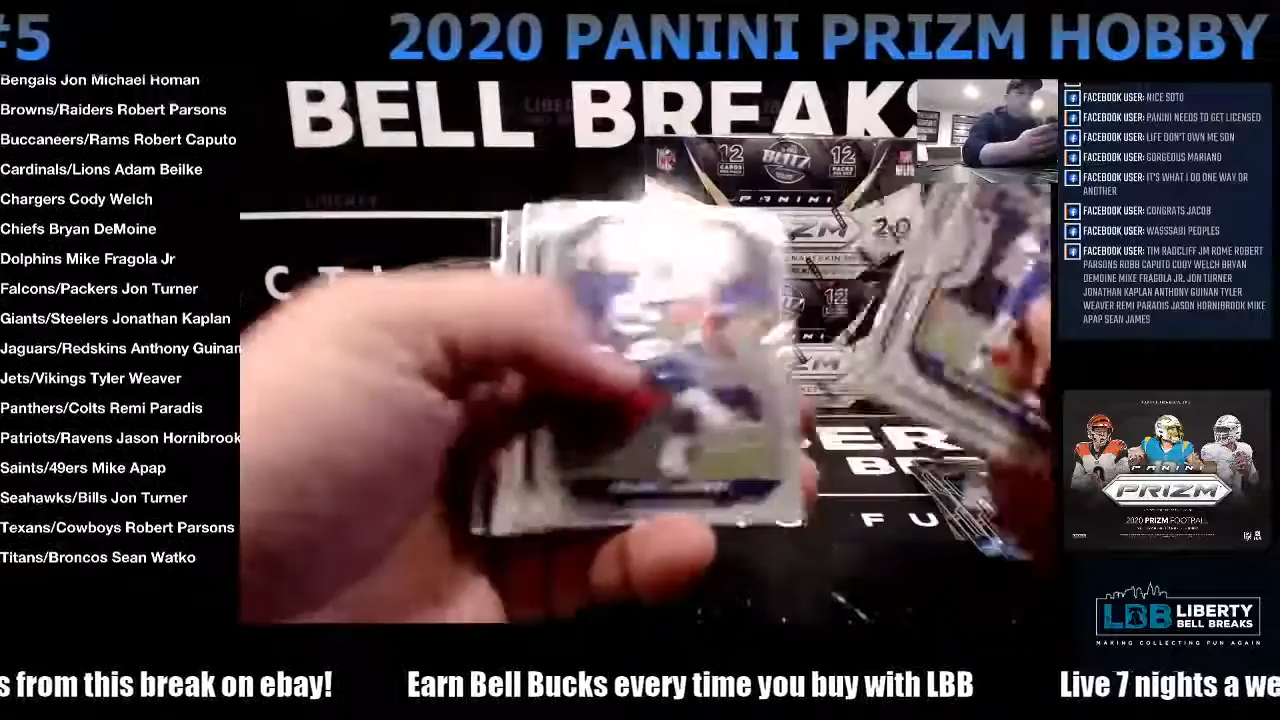 #5
2020 PANINI PRIZM HOBBY
Bengals Jon Michael Homan
Browns/Raiders Robert Parsons
Buccaneers/Rams Robert Caputo
Cardinals/Lions Adam Beilke
Chargers Cody Welch
Chiefs Bryan DeMoine
Dolphins Mike Fragola Jr
Falcons/Packers Jon Turner
Giants/Steelers Jonathan Kaplan
Jaguars/Redskins Anthony Guinan
Jets/Vikings Tyler Weaver
Panthers/Colts Remi Paradis
Patriots/Ravens Jason Hornibrook
Saints/49ers Mike Apap
Seahawks/Bills Jon Turner
Texans/Cowboys Robert Parsons
Titans/Broncos Sean Watko
BELL BREAKS
LIBERTY
12
BLITZ
12
PANINI
20
12
FACEBOOK USER: NICE SOTO
FACEBOOK USER: PANINI NEEDS TO GET LICENSED
FACEBOOK USER: LIFE DON'T OWN ME SON
FACEBOOK USER: GORGEOUS MARIANO
FACEBOOK USER: IT'S WHAT I DO ONE WAY OR
ANOTHER
FACEBOOK USER: CONGRATS JACOB
FACEBOOK USER: WASSSABI PEOPLES
FACEBOOK USER: TIM RADCLIFF JM ROME ROBERT
PARSONS ROBB CAPUTO CODY WELCH BRYAN
DEMOINE MIKE FRAGOLA JR. JON TURNER
JONATHAN KAPLAN ANTHONY GUINAN TYLER
WEAVER REMI PARADIS JASON HORNIBROOK MIKE
APAP SEAN JAMES
PANINI
PRIZM
2020 PRIZM FOOTBALL
LDB LIBERTY
BELL BREAKS
MAKING COLLECTING FUN AGAIN
s from this break on ebay!
Earn Bell Bucks every time you buy with LBB
Live 7 nights a we